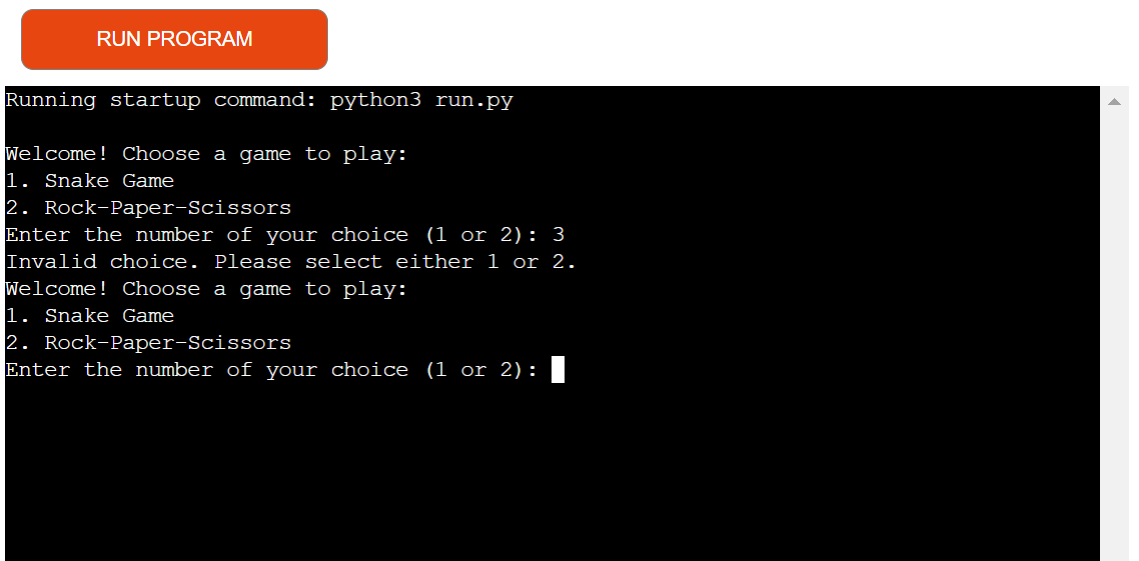 RUN PROGRAM
Running startup command: python3 run.py
Welcome! Choose a game to play:
1. Snake Game
2. Rock-Paper-Scissors
Enter the number of your choice (1 or 2): 3
Invalid choice. Please select either 1 or 2.
Welcome! Choose a game to play:
1. Snake Game
2. Rock-Paper-Scissors
Enter the number of your choice (1 or 2):